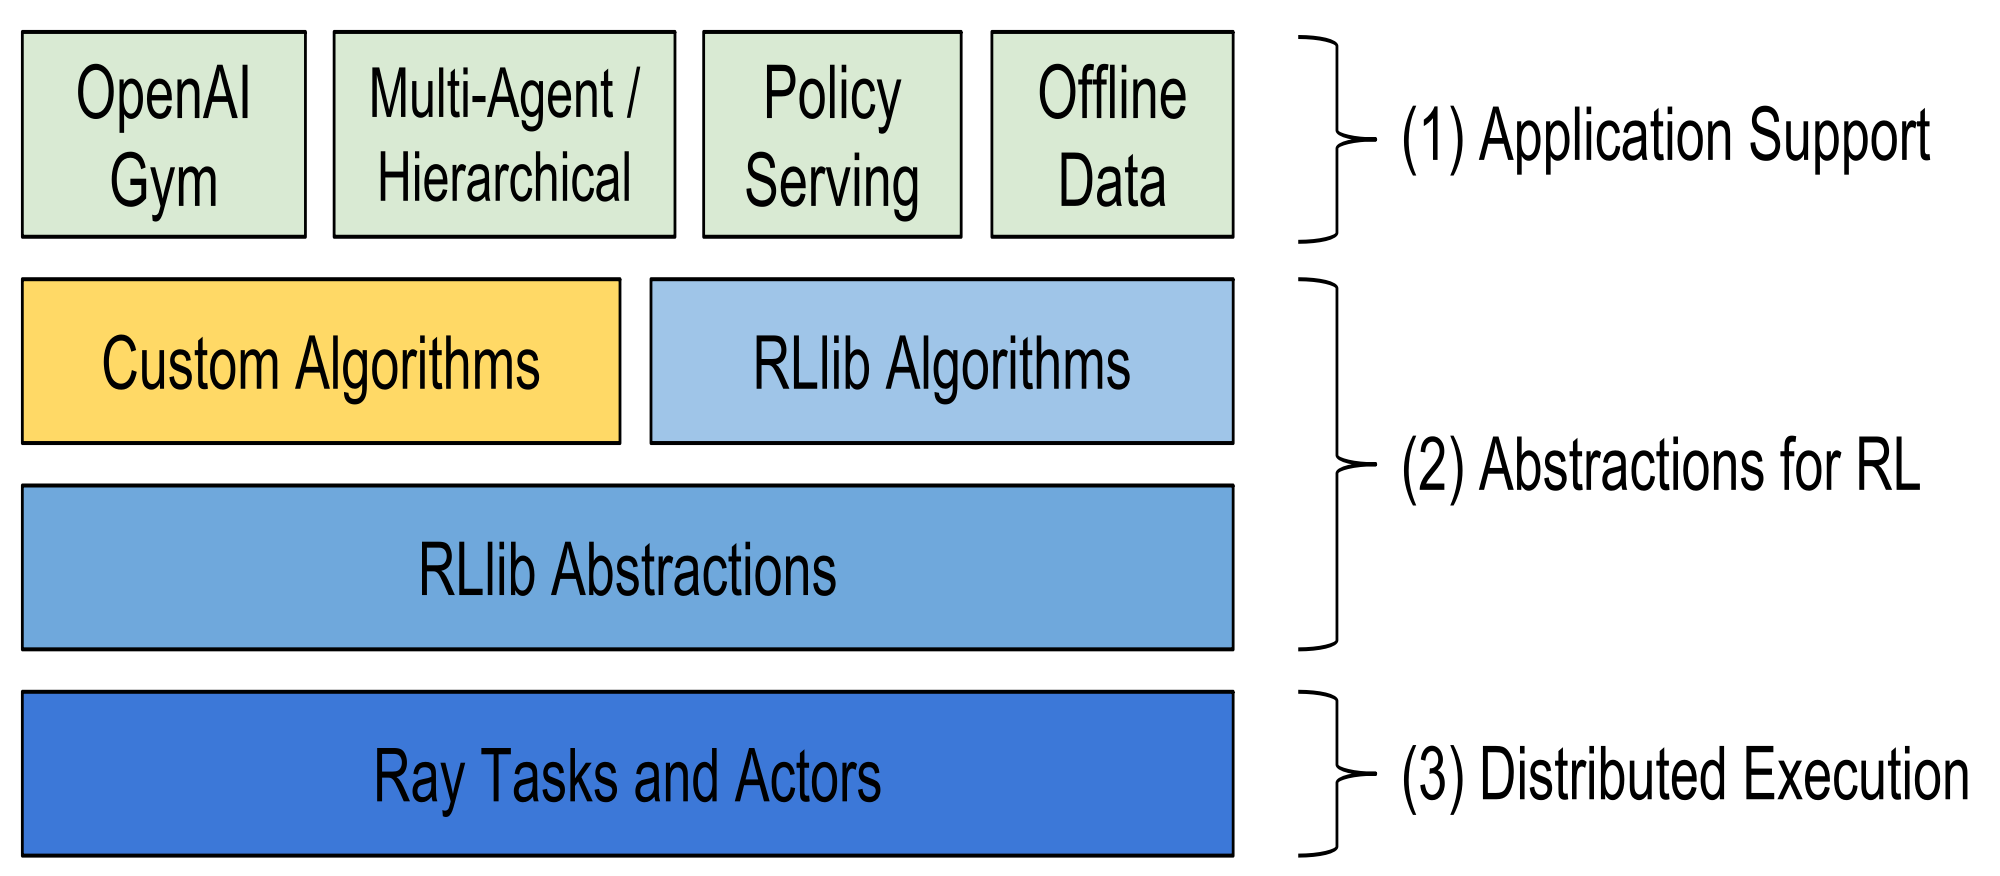 OpenAI
Gym
Multi-Agent /
Hierarchical
Policy
Serving
Offline
Data
(1) Application Support
Custom Algorithms
RLlib Algorithms
(2) Abstractions for RL
RLlib Abstractions
Ray Tasks and Actors
(3) Distributed Execution